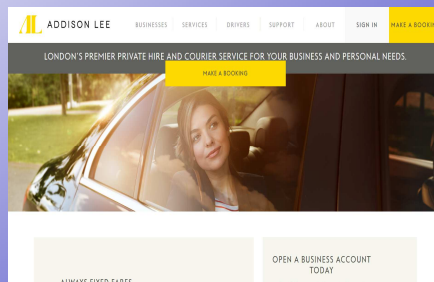 AL ADDISON LEE BUSINESSES SERVICES DRIVERS SUPPORT ABOUT SIGN IN MAKE A BOOKIN
LONDON'S PREMIER PRIVATE HIRE AND COURIER SERVICE FOR YOUR BUSINESS AND PERSONAL NEEDS.
MAKE A BOOKING
OPEN A BUSINESS ACCOUNT
TODAY
ALWAYS FIXED FARES